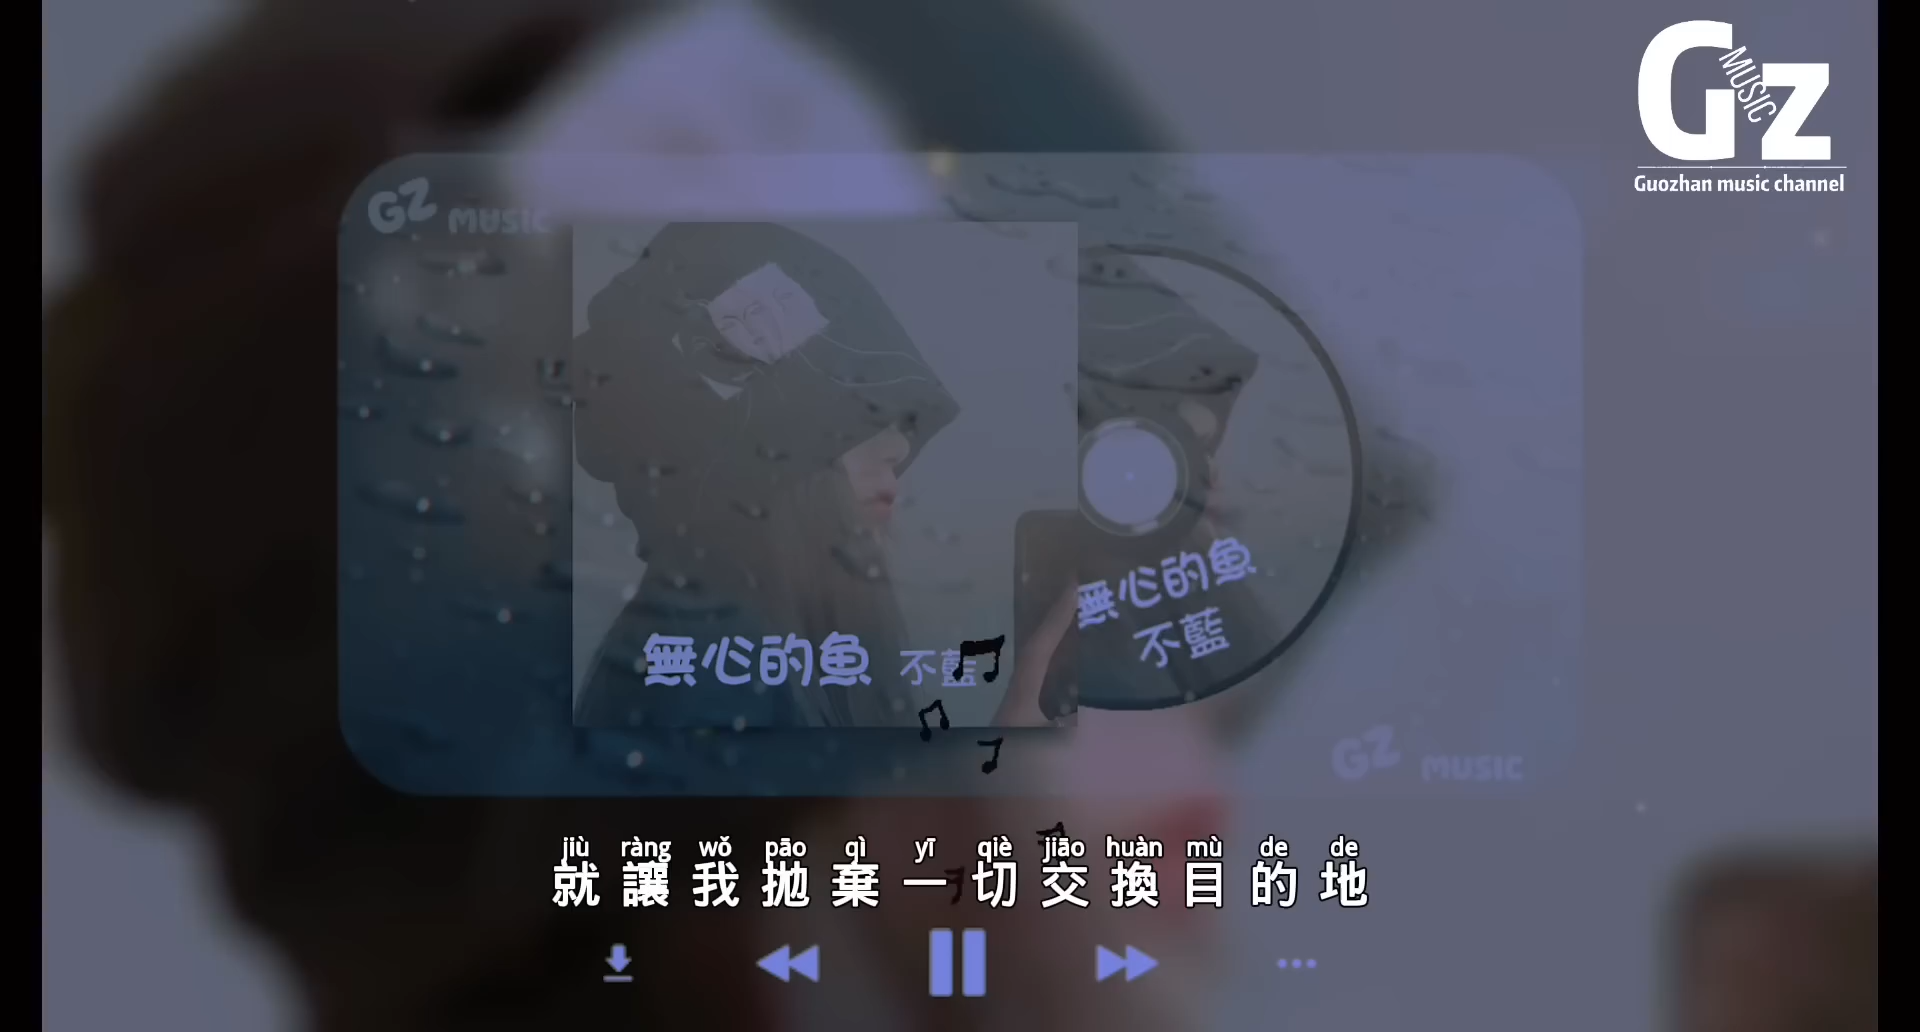 GZ
MUSIC
Guozhan music channel
GZ MUSIC
無心的魚 不藍
無心的魚
不藍
GZ MUSIC
jiù ràng wǒ pāo qì yī qiè jiāo huàn mù de de
就讓我拋棄一切交換目的地